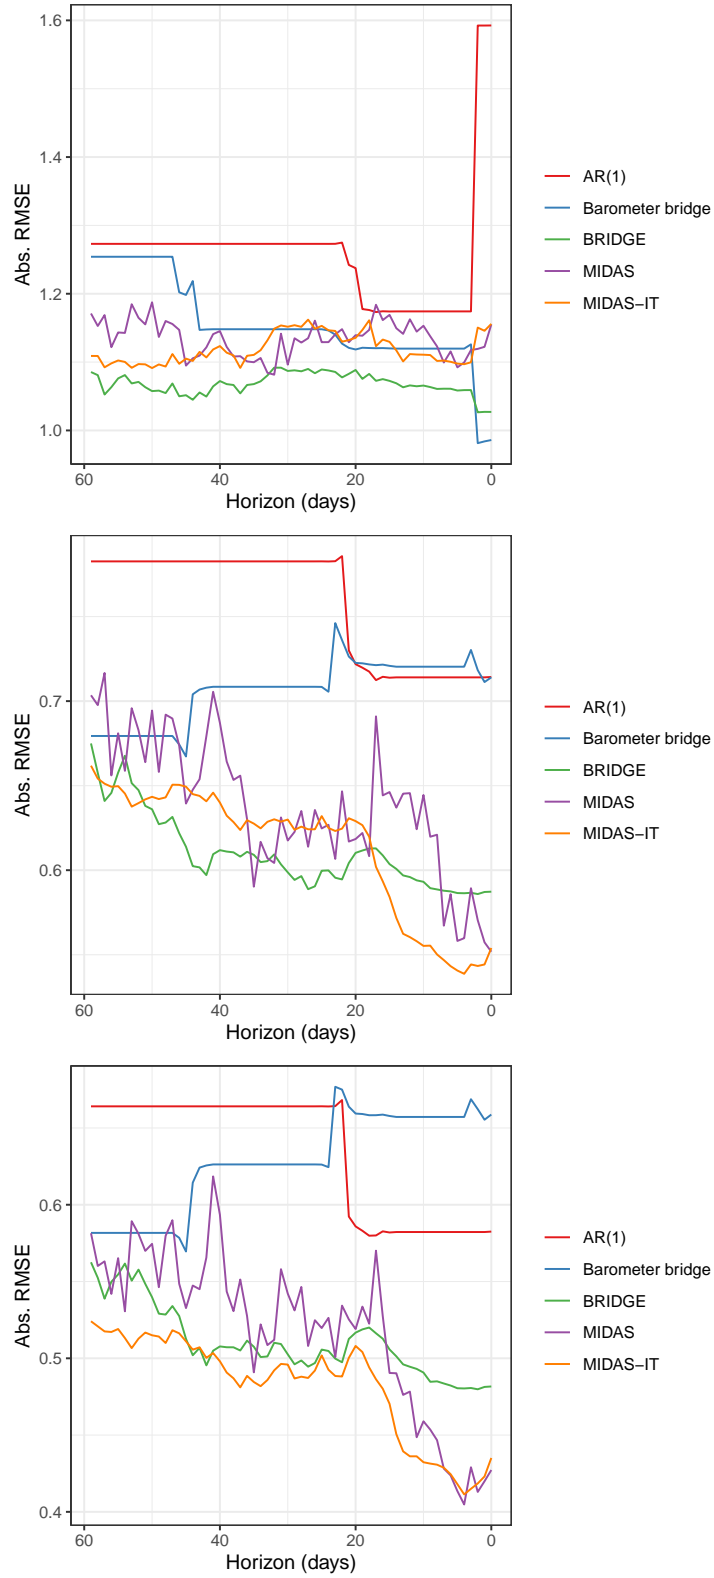 1.6
1.4
1.2
1.0
Abs. RMSE
60
40
20
0
Horizon (days)
AR(1)
Barometer bridge
BRIDGE
MIDAS
MIDAS−IT
0.7
0.6
Abs. RMSE
60
40
20
0
Horizon (days)
AR(1)
Barometer bridge
BRIDGE
MIDAS
MIDAS−IT
0.6
0.5
0.4
Abs. RMSE
60
40
20
0
Horizon (days)
AR(1)
Barometer bridge
BRIDGE
MIDAS
MIDAS−IT